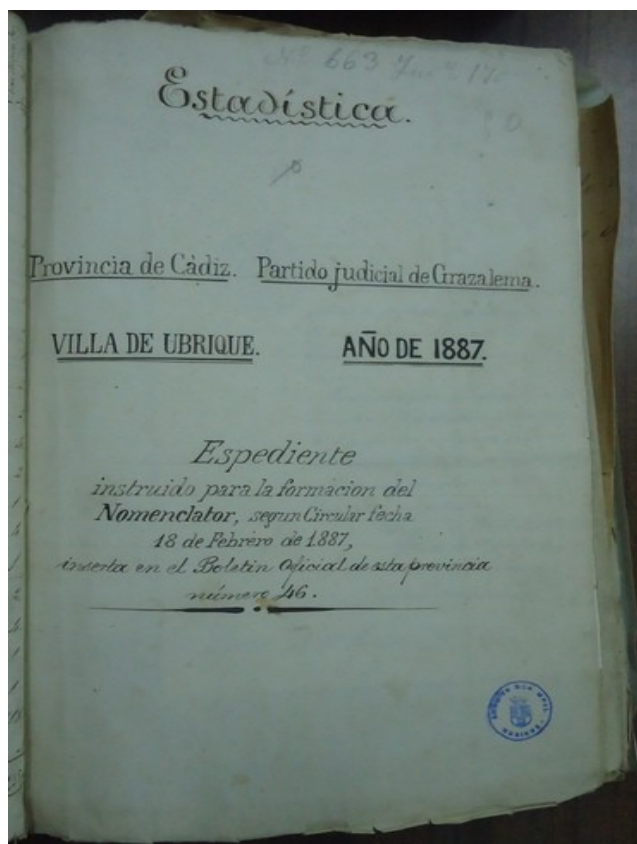 Nº 663
Estadística.
Provincia de Cádiz. Partido judicial de Grazalema.
VILLA DE UBRIQUE. AÑO DE 1887.
Espediente
instruido para la formacion del
Nomenclator, segun Circular fecha
18 de Febrero de 1887,
inserta en el Boletin Oficial de esta provincia
número 46.